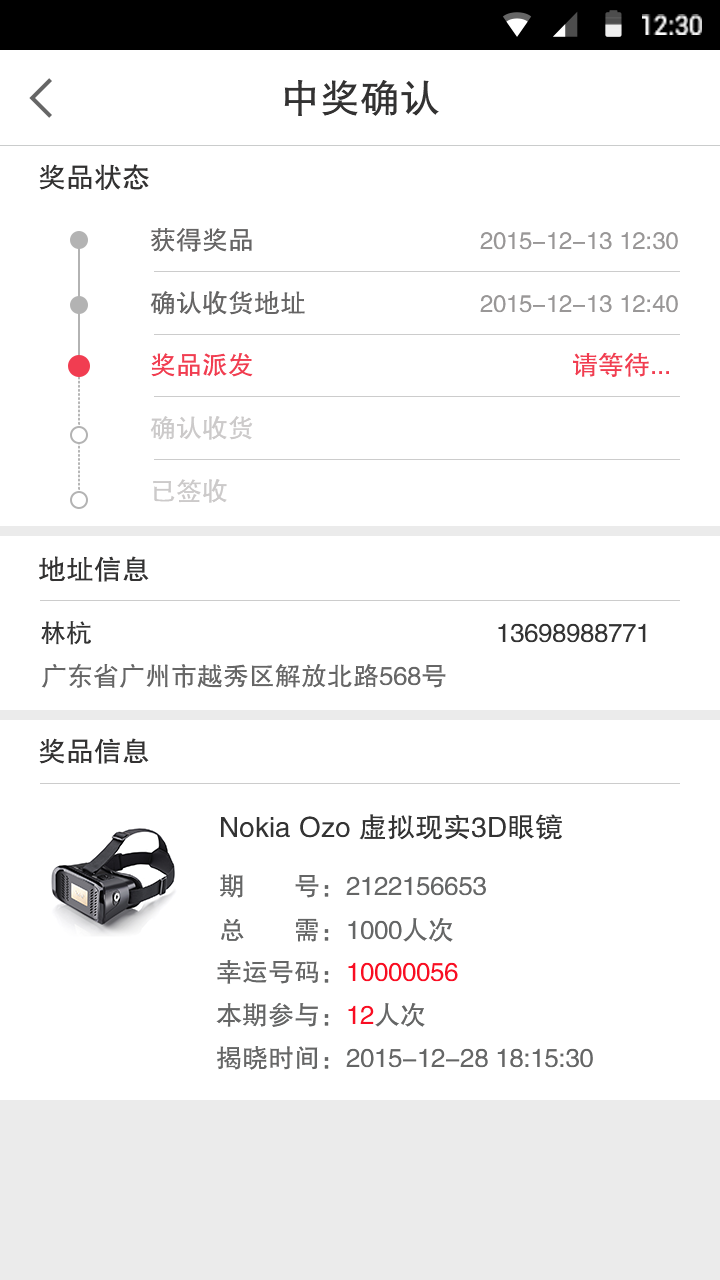 12:30
中奖确认
奖品状态
获得奖品 2015-12-13 12:30
确认收货地址 2015-12-13 12:40
奖品派发 请等待...
确认收货
已签收
地址信息
林杭 13698988771
广东省广州市越秀区解放北路568号
奖品信息
Nokia Ozo 虚拟现实3D眼镜
期 号：2122156653
总 需：1000人次
幸运号码：10000056
本期参与：12人次
揭晓时间：2015-12-28 18:15:30